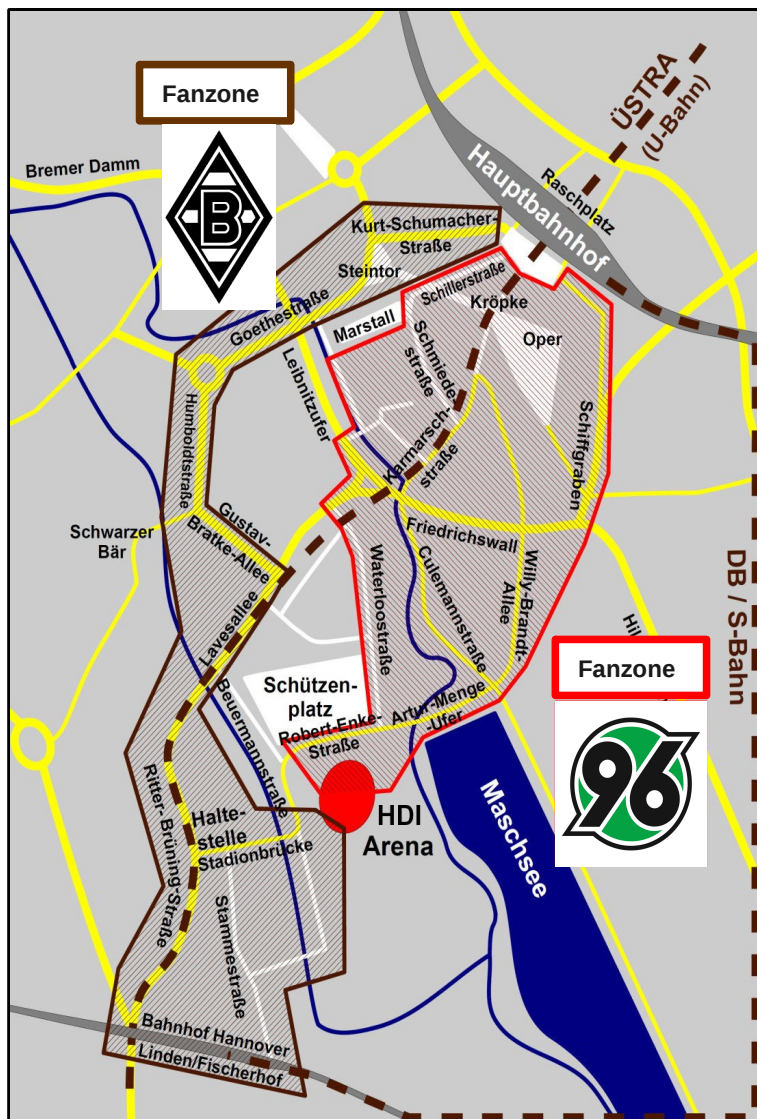 Fanzone
B
ÜSTRA
(U-Bahn)
Hauptbahnhof
Raschplatz
Bremer Damm
Kurt-Schumacher-
Straße
Steintor
Schillerstraße
Kröpke
Goethestraße
Marstall
Schmiede-
straße
Oper
Leibnitzufer
Humboldtstraße
Karmarsch-
straße
Schiffgraben
Gustav-
Bratke-Allee
Schwarzer
Bär
Friedrichswall
Waterloostraße
Culemannstraße
Willy-Brandt-
Allee
DB / S-Bahn
Lavesallee
Fanzone
96
Schützen-
platz
Beuermannstraße
Robert-Enke-
Straße
Artur-Menge
-Ufer
Ritter- Brüning-Straße
Halte-
stelle
Stadionbrücke
HDI
Arena
Maschsee
Stammestraße
Bahnhof Hannover
Linden/Fischerhof